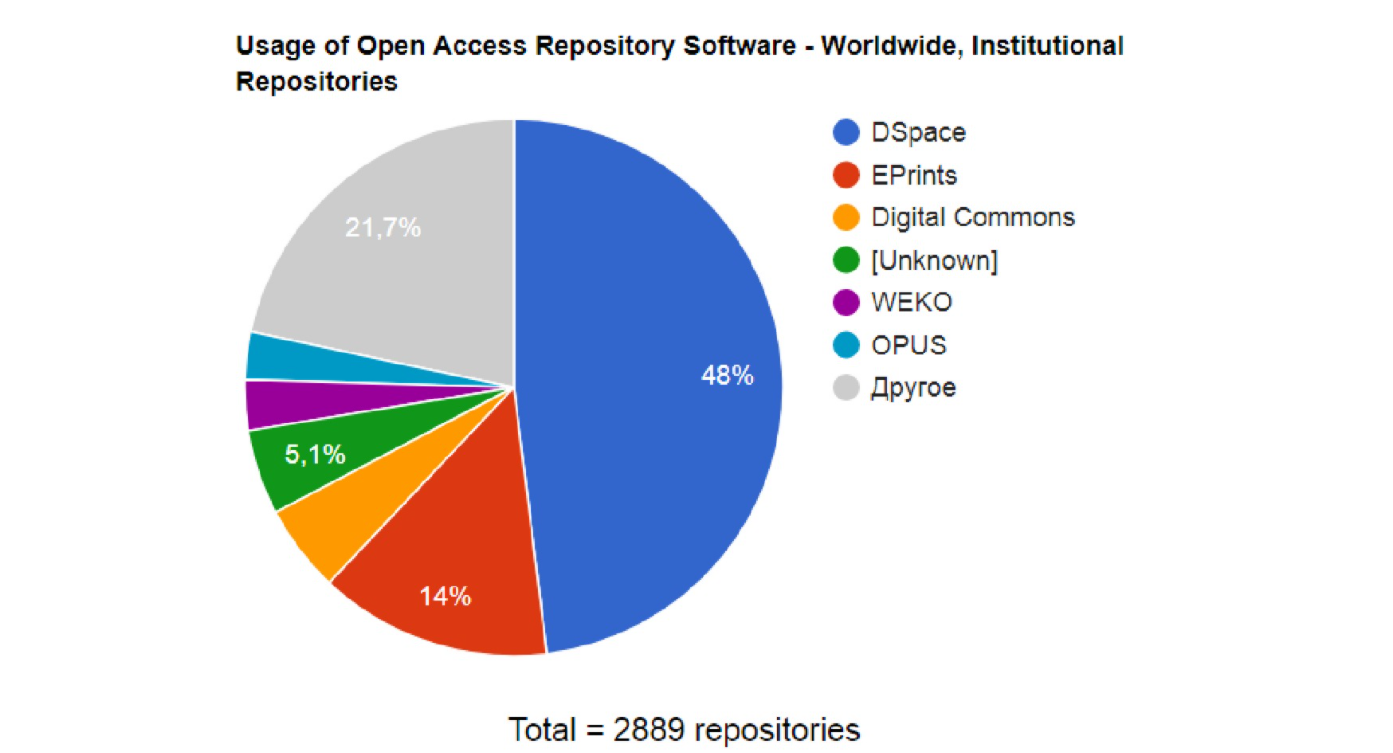 Usage of Open Access Repository Software - Worldwide, Institutional
Repositories
DSpace
EPrints
Digital Commons
[Unknown]
WEKO
OPUS
Другое
21,7%
48%
5,1%
14%
Total = 2889 repositories